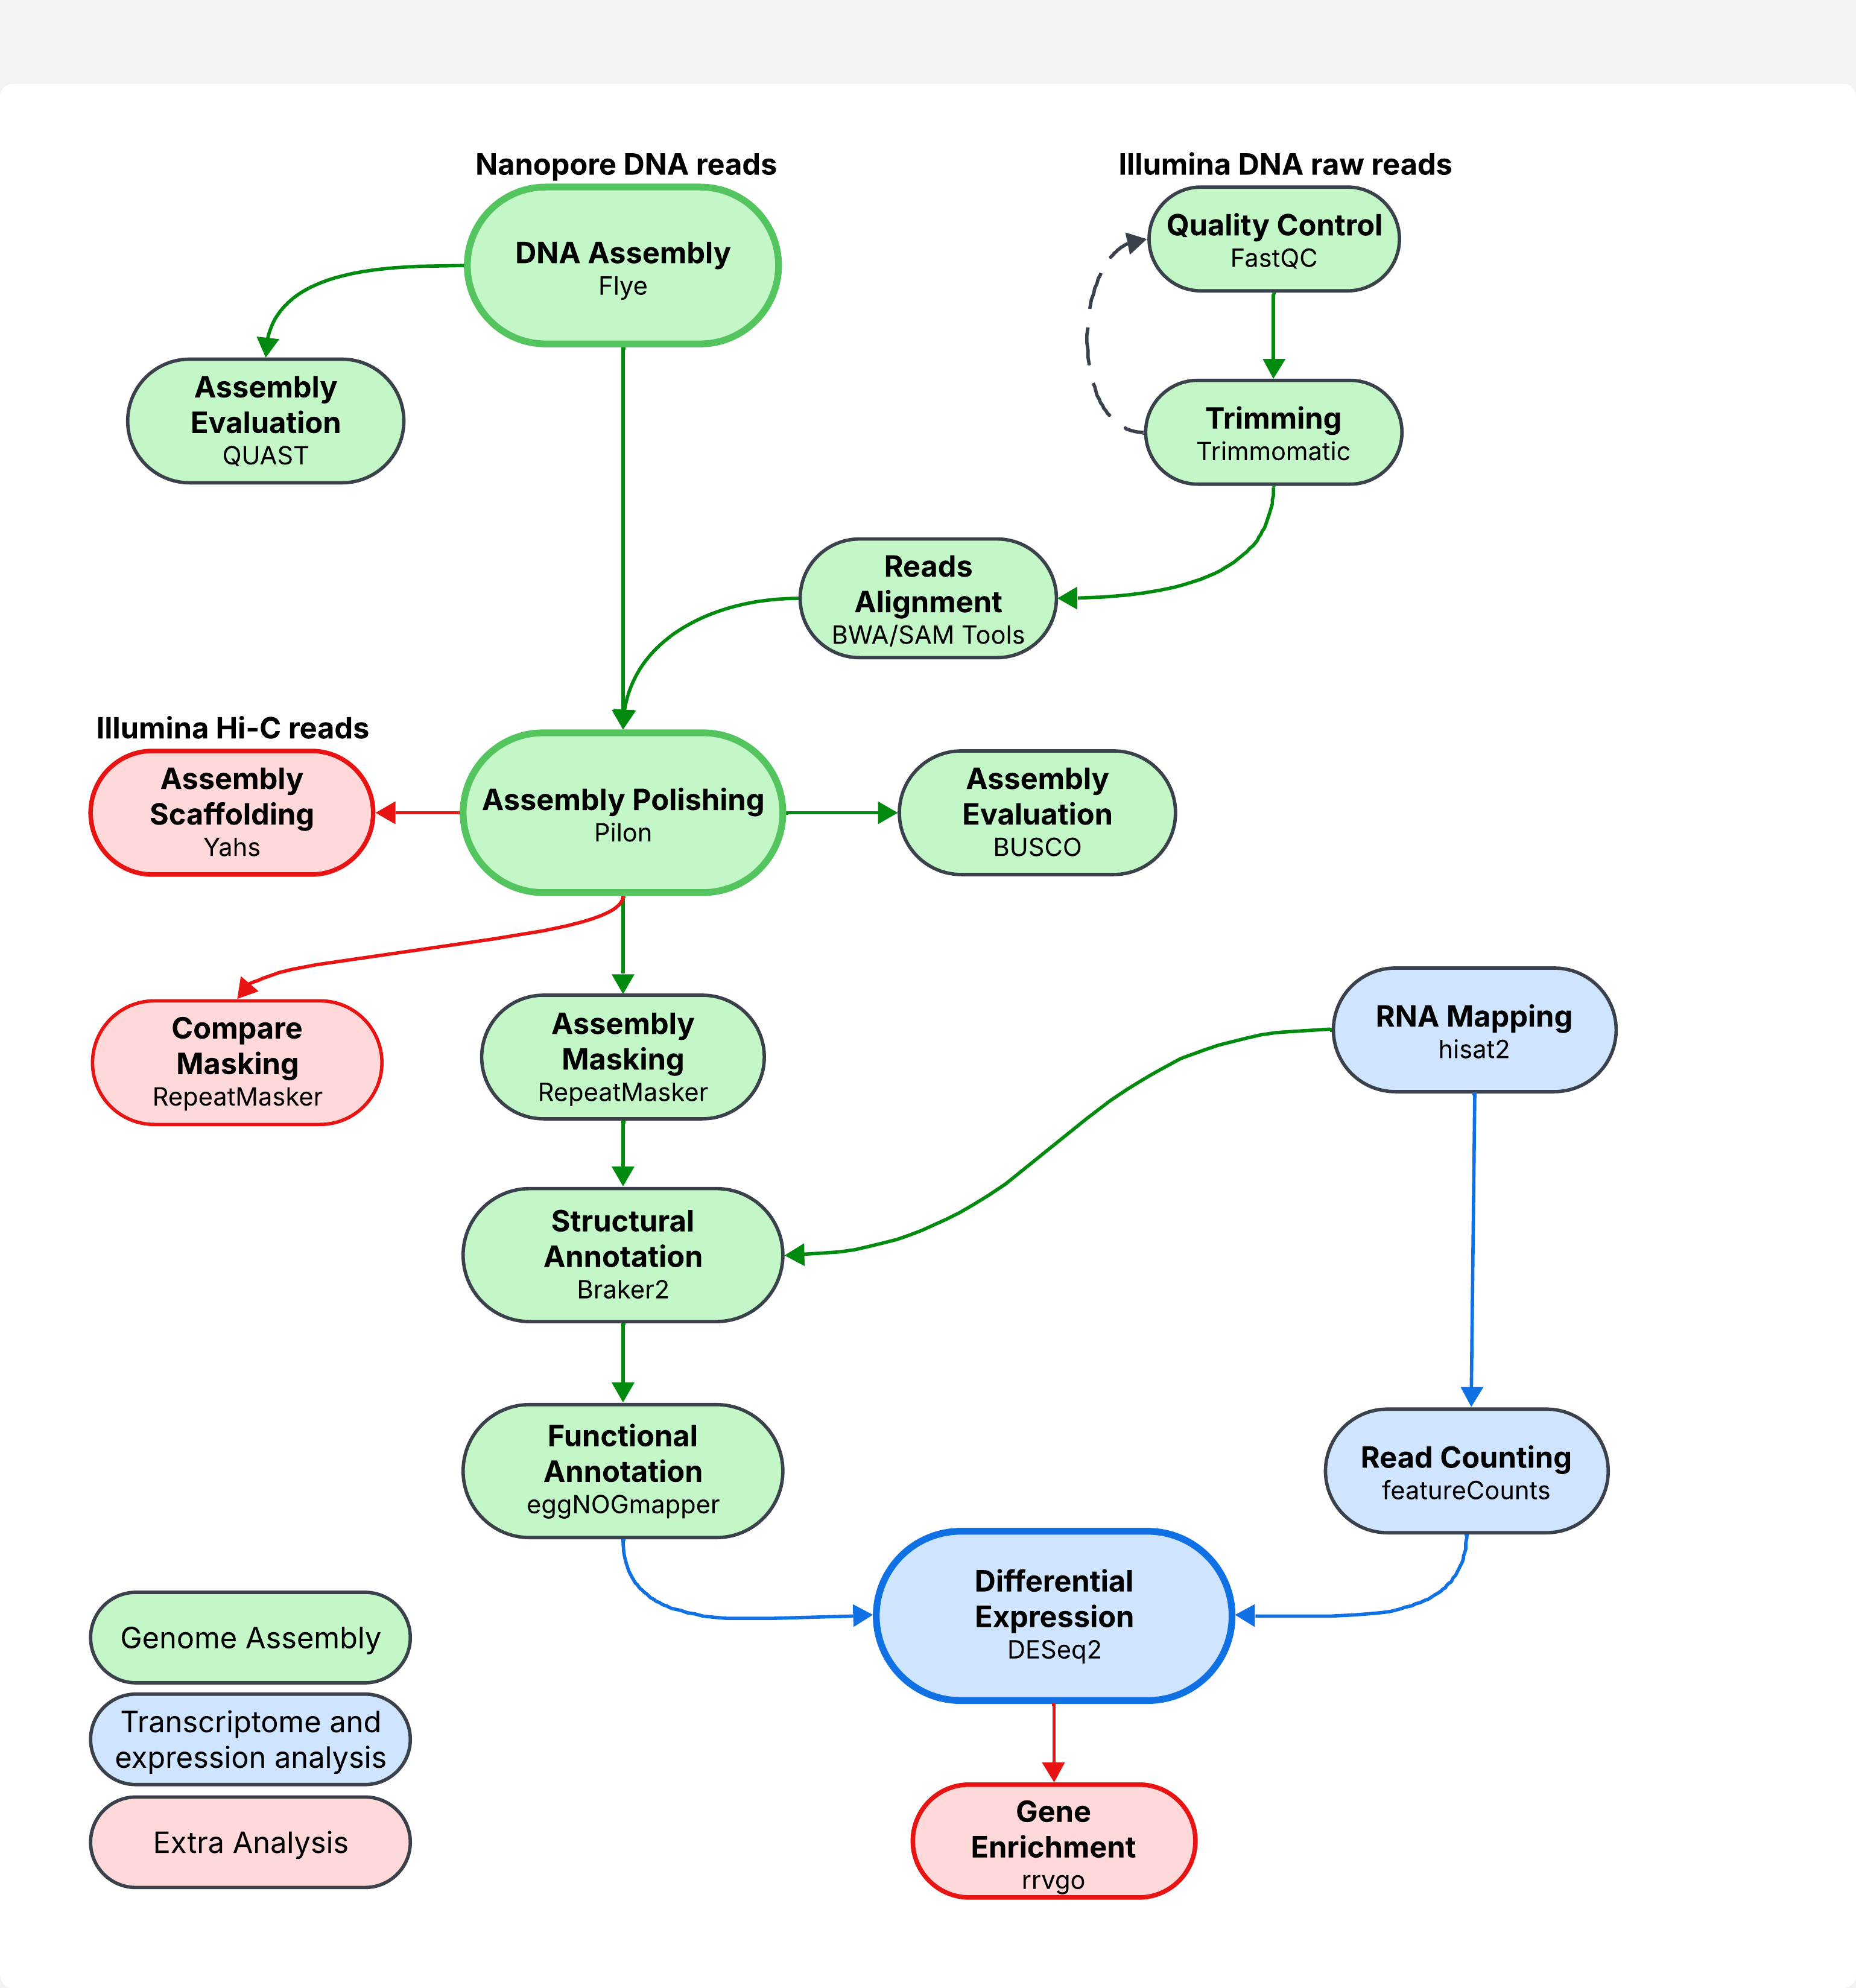 Nanopore DNA reads
DNA Assembly
Flye
Illumina DNA raw reads
Quality Control
FastQC
Assembly
Evaluation
QUAST
Trimming
Trimmomatic
Reads
Alignment
BWA/SAM Tools
Illumina Hi-C reads
Assembly
Scaffolding
Yahs
Assembly Polishing
Pilon
Assembly
Evaluation
BUSCO
Compare
Masking
RepeatMasker
Assembly
Masking
RepeatMasker
RNA Mapping
hisat2
Structural
Annotation
Braker2
Functional
Annotation
eggNOGmapper
Read Counting
featureCounts
Differential
Expression
DESeq2
Gene
Enrichment
rrvgo
Genome Assembly
Transcriptome and
expression analysis
Extra Analysis